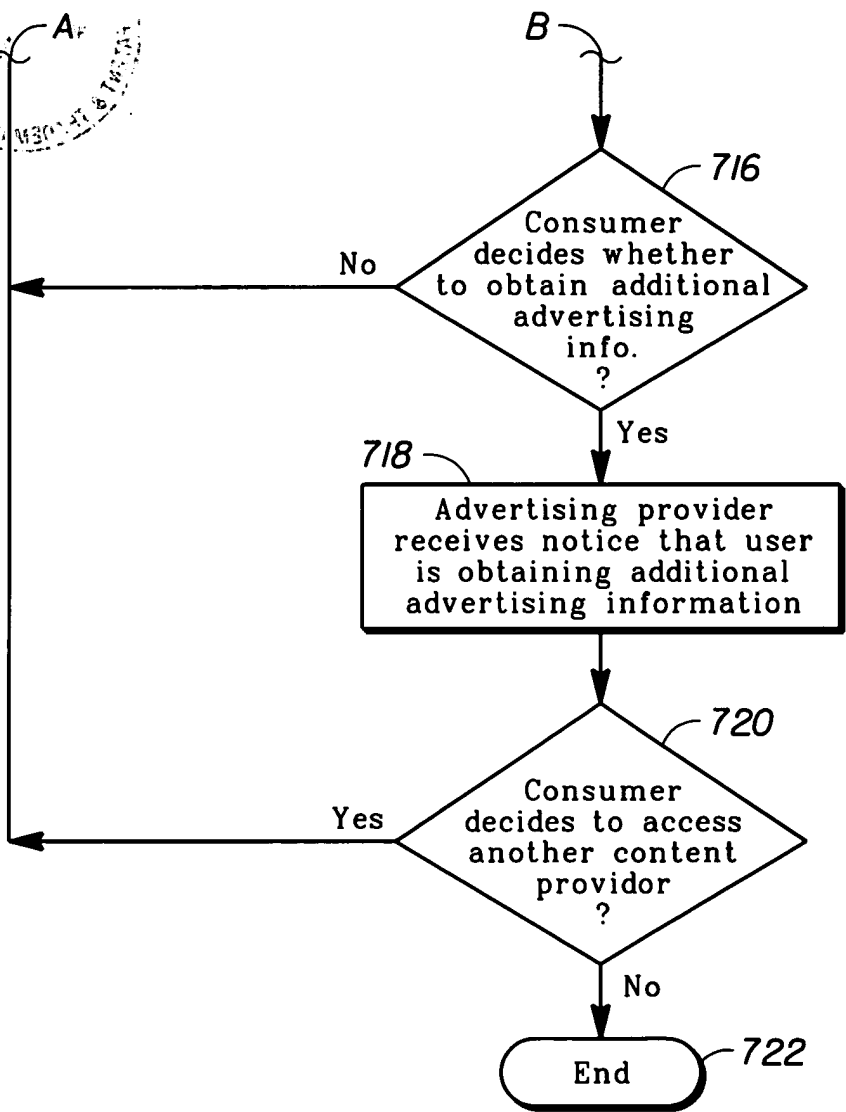 A
B
716
Consumer
decides whether
to obtain additional
advertising
info.
?
No
Yes
718
Advertising provider
receives notice that user
is obtaining additional
advertising information
720
Consumer
decides to access
another content
providor
?
Yes
No
End
722